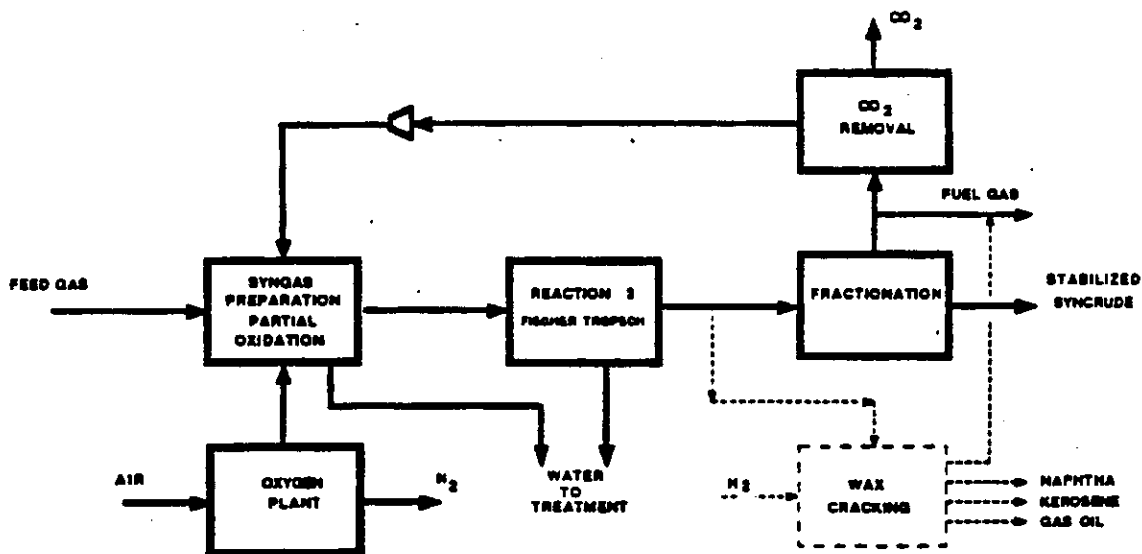 CO2
CO2
REMOVAL
FUEL GAS
FEED GAS
SYNGAS
PREPARATION
PARTIAL
OXIDATION
REACTION 3
FISCHER TROPSCH
FRACTIONATION
STABILIZED
SYNCRUDE
AIR
OXYGEN
PLANT
N2
WATER
TO
TREATMENT
H2
WAX
CRACKING
NAPHTHA
KEROSENE
GAS OIL